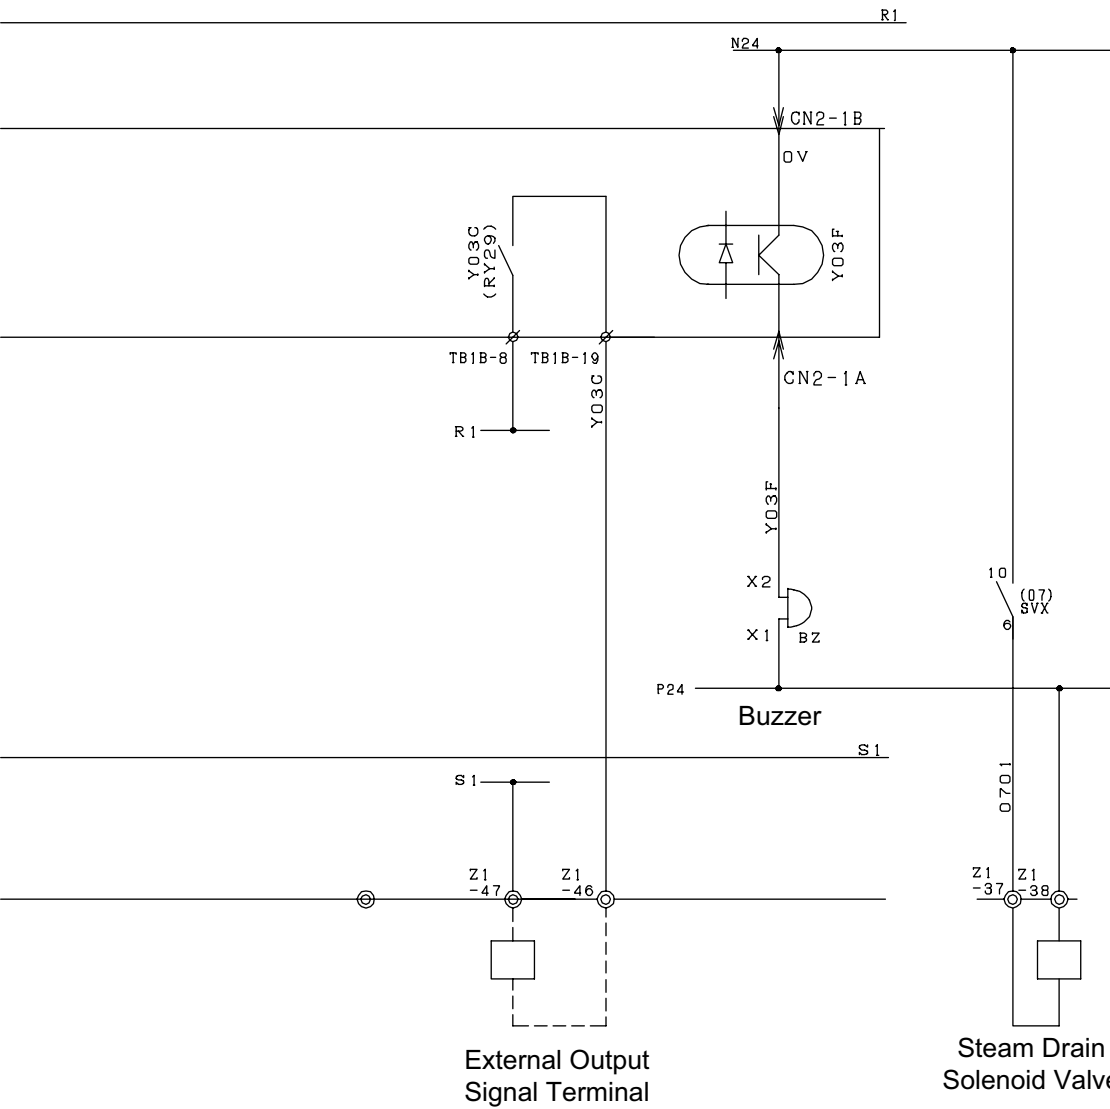 R1
N24
CN2-1B
0V
Y03C
(RY29)
Y03F
TB1B-8
TB1B-19
CN2-1A
Y03C
R1
Y03F
X2
10
(07)
SVX
6
X1
BZ
P24
Buzzer
S1
S1
0701
Z1
-47
Z1
-46
Z1
-37
Z1
-38
External Output
Signal Terminal
Steam Drain
Solenoid Valve